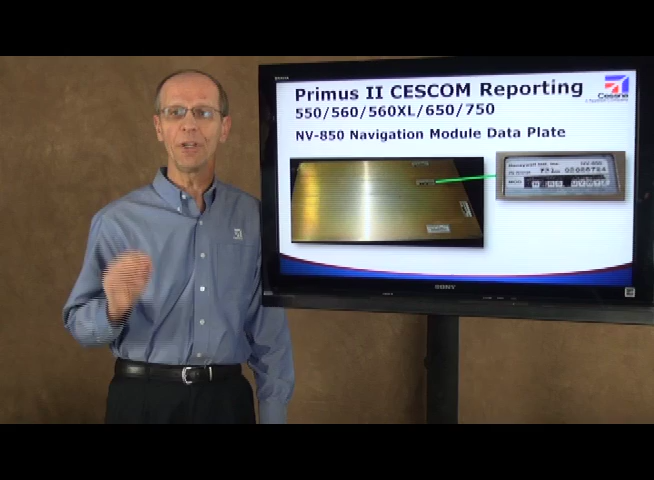 Primus II CESCOM Reporting
550/560/560XL/650/750
Cessna
NV-850 Navigation Module Data Plate
NV-850
SONY